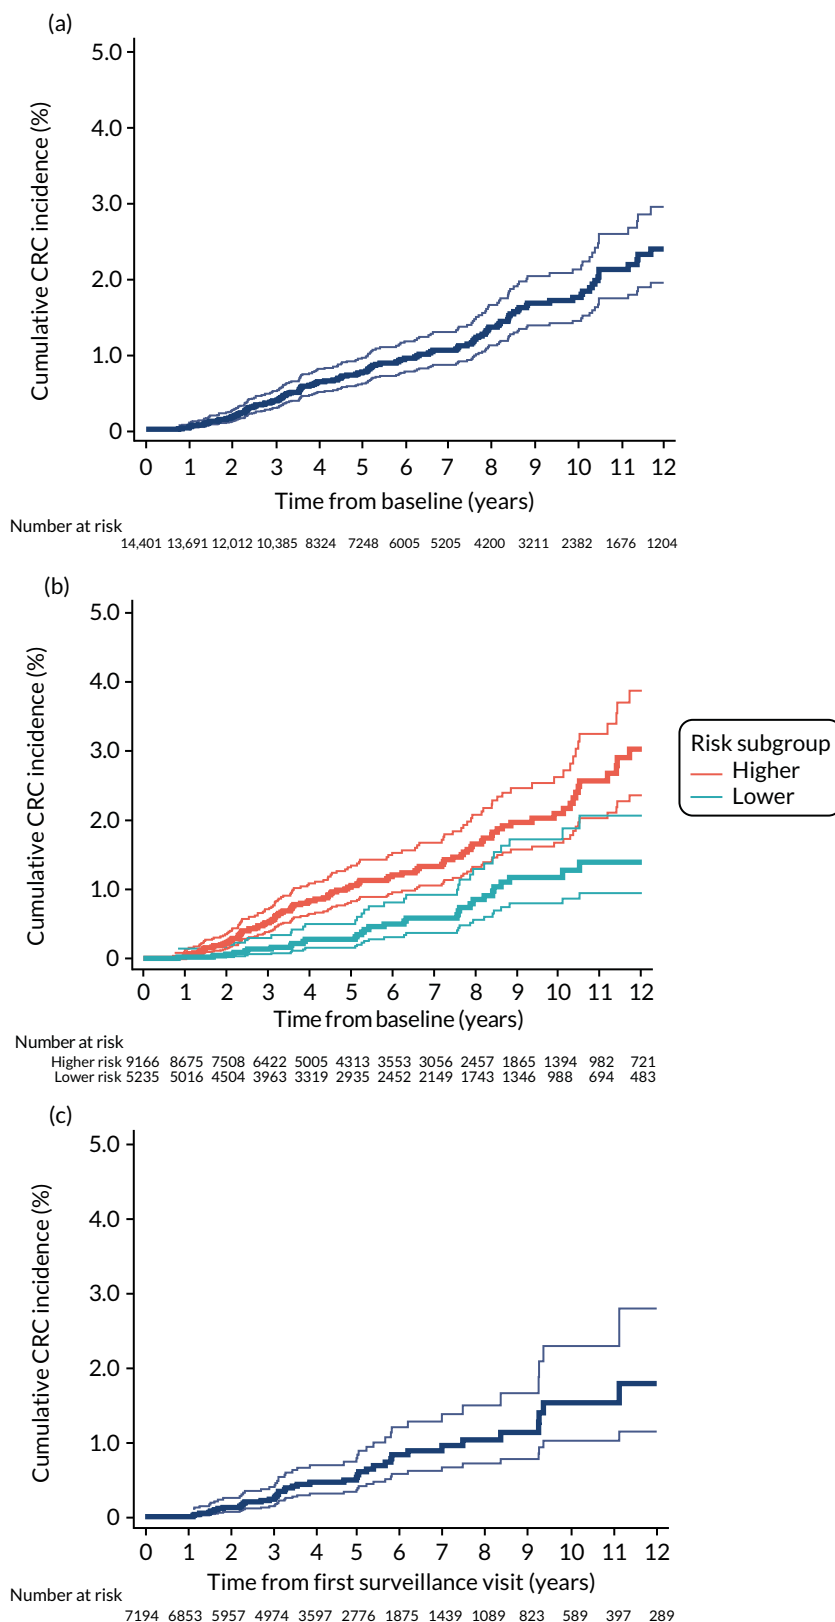 (a)
5.0
4.0
3.0
2.0
1.0
0
Cumulative CRC incidence (%)
0 1 2 3 4 5 6 7 8 9 10 11 12
Time from baseline (years)
Number at risk
14,401 13,691 12,012 10,385 8324 7248 6005 5205 4200 3211 2382 1676 1204
(b)
5.0
4.0
3.0
2.0
1.0
0
Cumulative CRC incidence (%)
Risk subgroup
Higher
Lower
0 1 2 3 4 5 6 7 8 9 10 11 12
Time from baseline (years)
Number at risk
Higher risk 9166 8675 7508 6422 5005 4313 3553 3056 2457 1865 1394 982 721
Lower risk 5235 5016 4504 3963 3319 2935 2452 2149 1743 1346 988 694 483
(c)
5.0
4.0
3.0
2.0
1.0
0
Cumulative CRC incidence (%)
0 1 2 3 4 5 6 7 8 9 10 11 12
Time from first surveillance visit (years)
Number at risk
7194 6853 5957 4974 3597 2776 1875 1439 1089 823 589 397 289